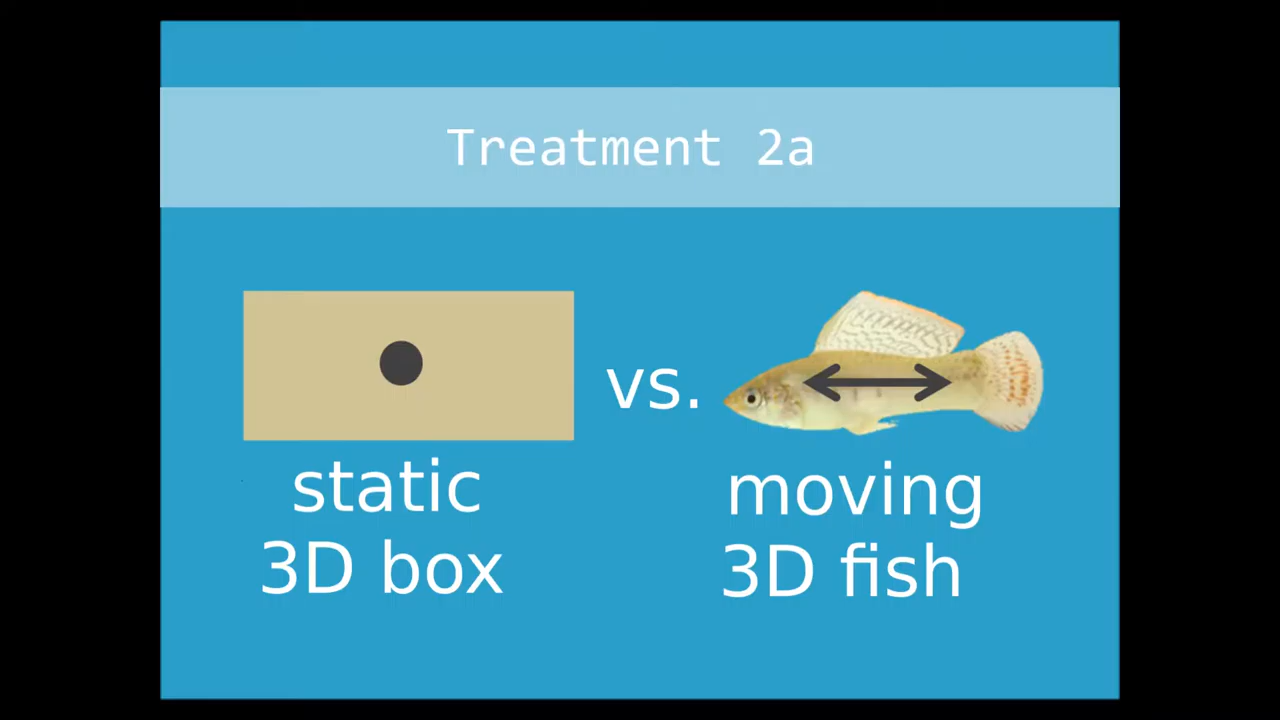 Treatment 2a
vs.
static
3D box
moving
3D fish